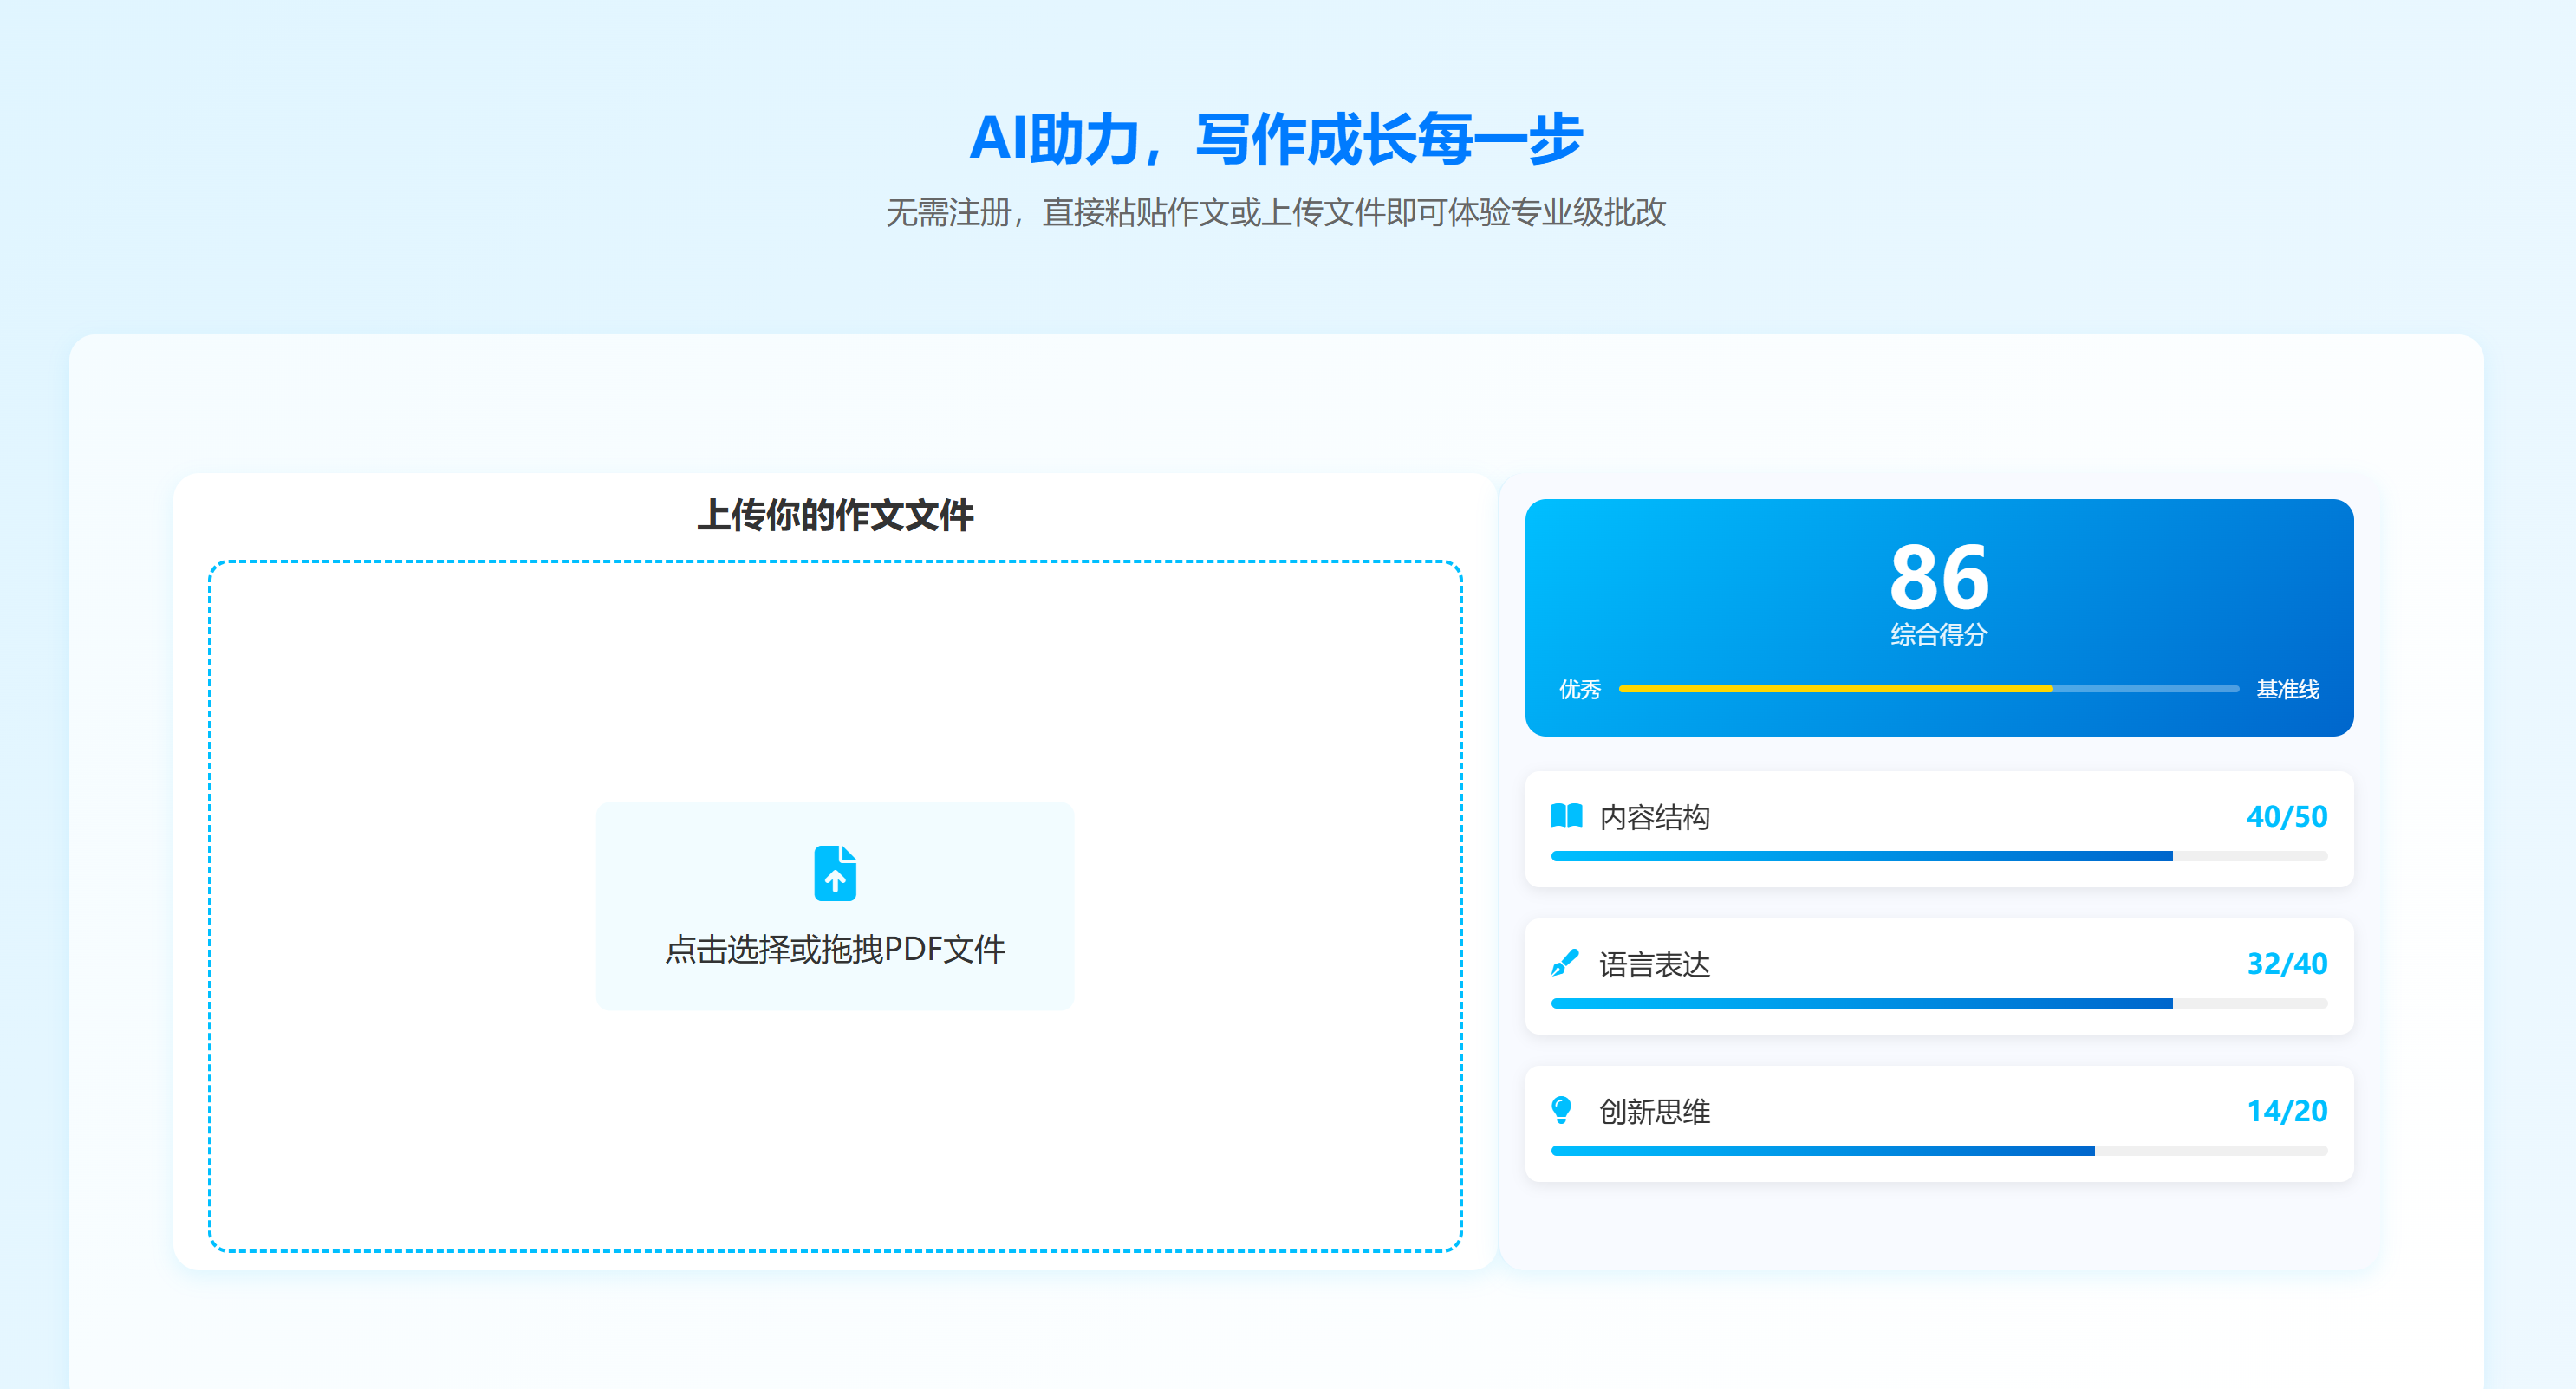 AI助力，写作成长每一步
无需注册，直接粘贴作文或上传文件即可体验专业级批改
上传你的作文文件
点击选择或拖拽PDF文件
86
综合得分
优秀
基准线
内容结构
40/50
语言表达
32/40
创新思维
14/20